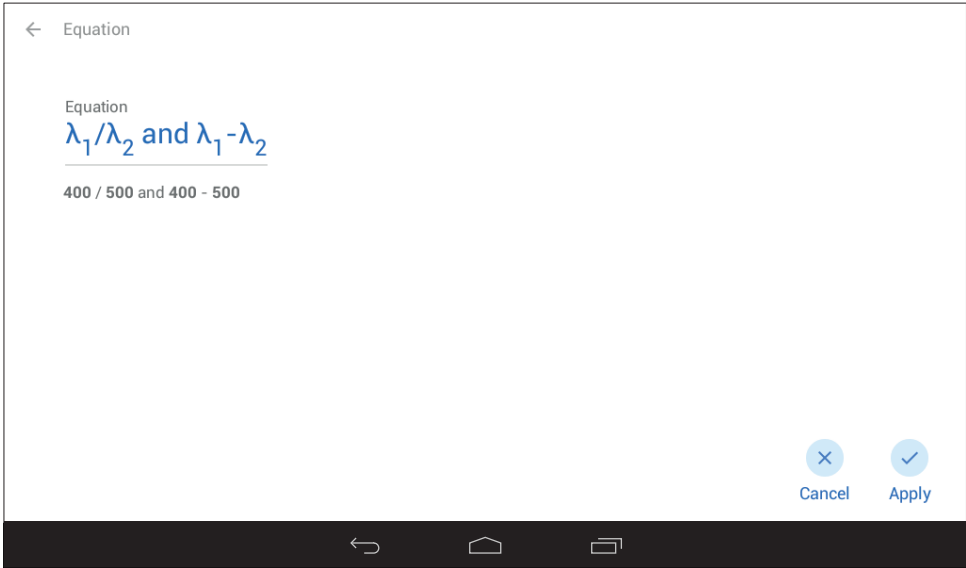 Equation
Equation
λ₁/λ₂ and λ₁-λ₂
400 / 500 and 400 - 500
Cancel Apply